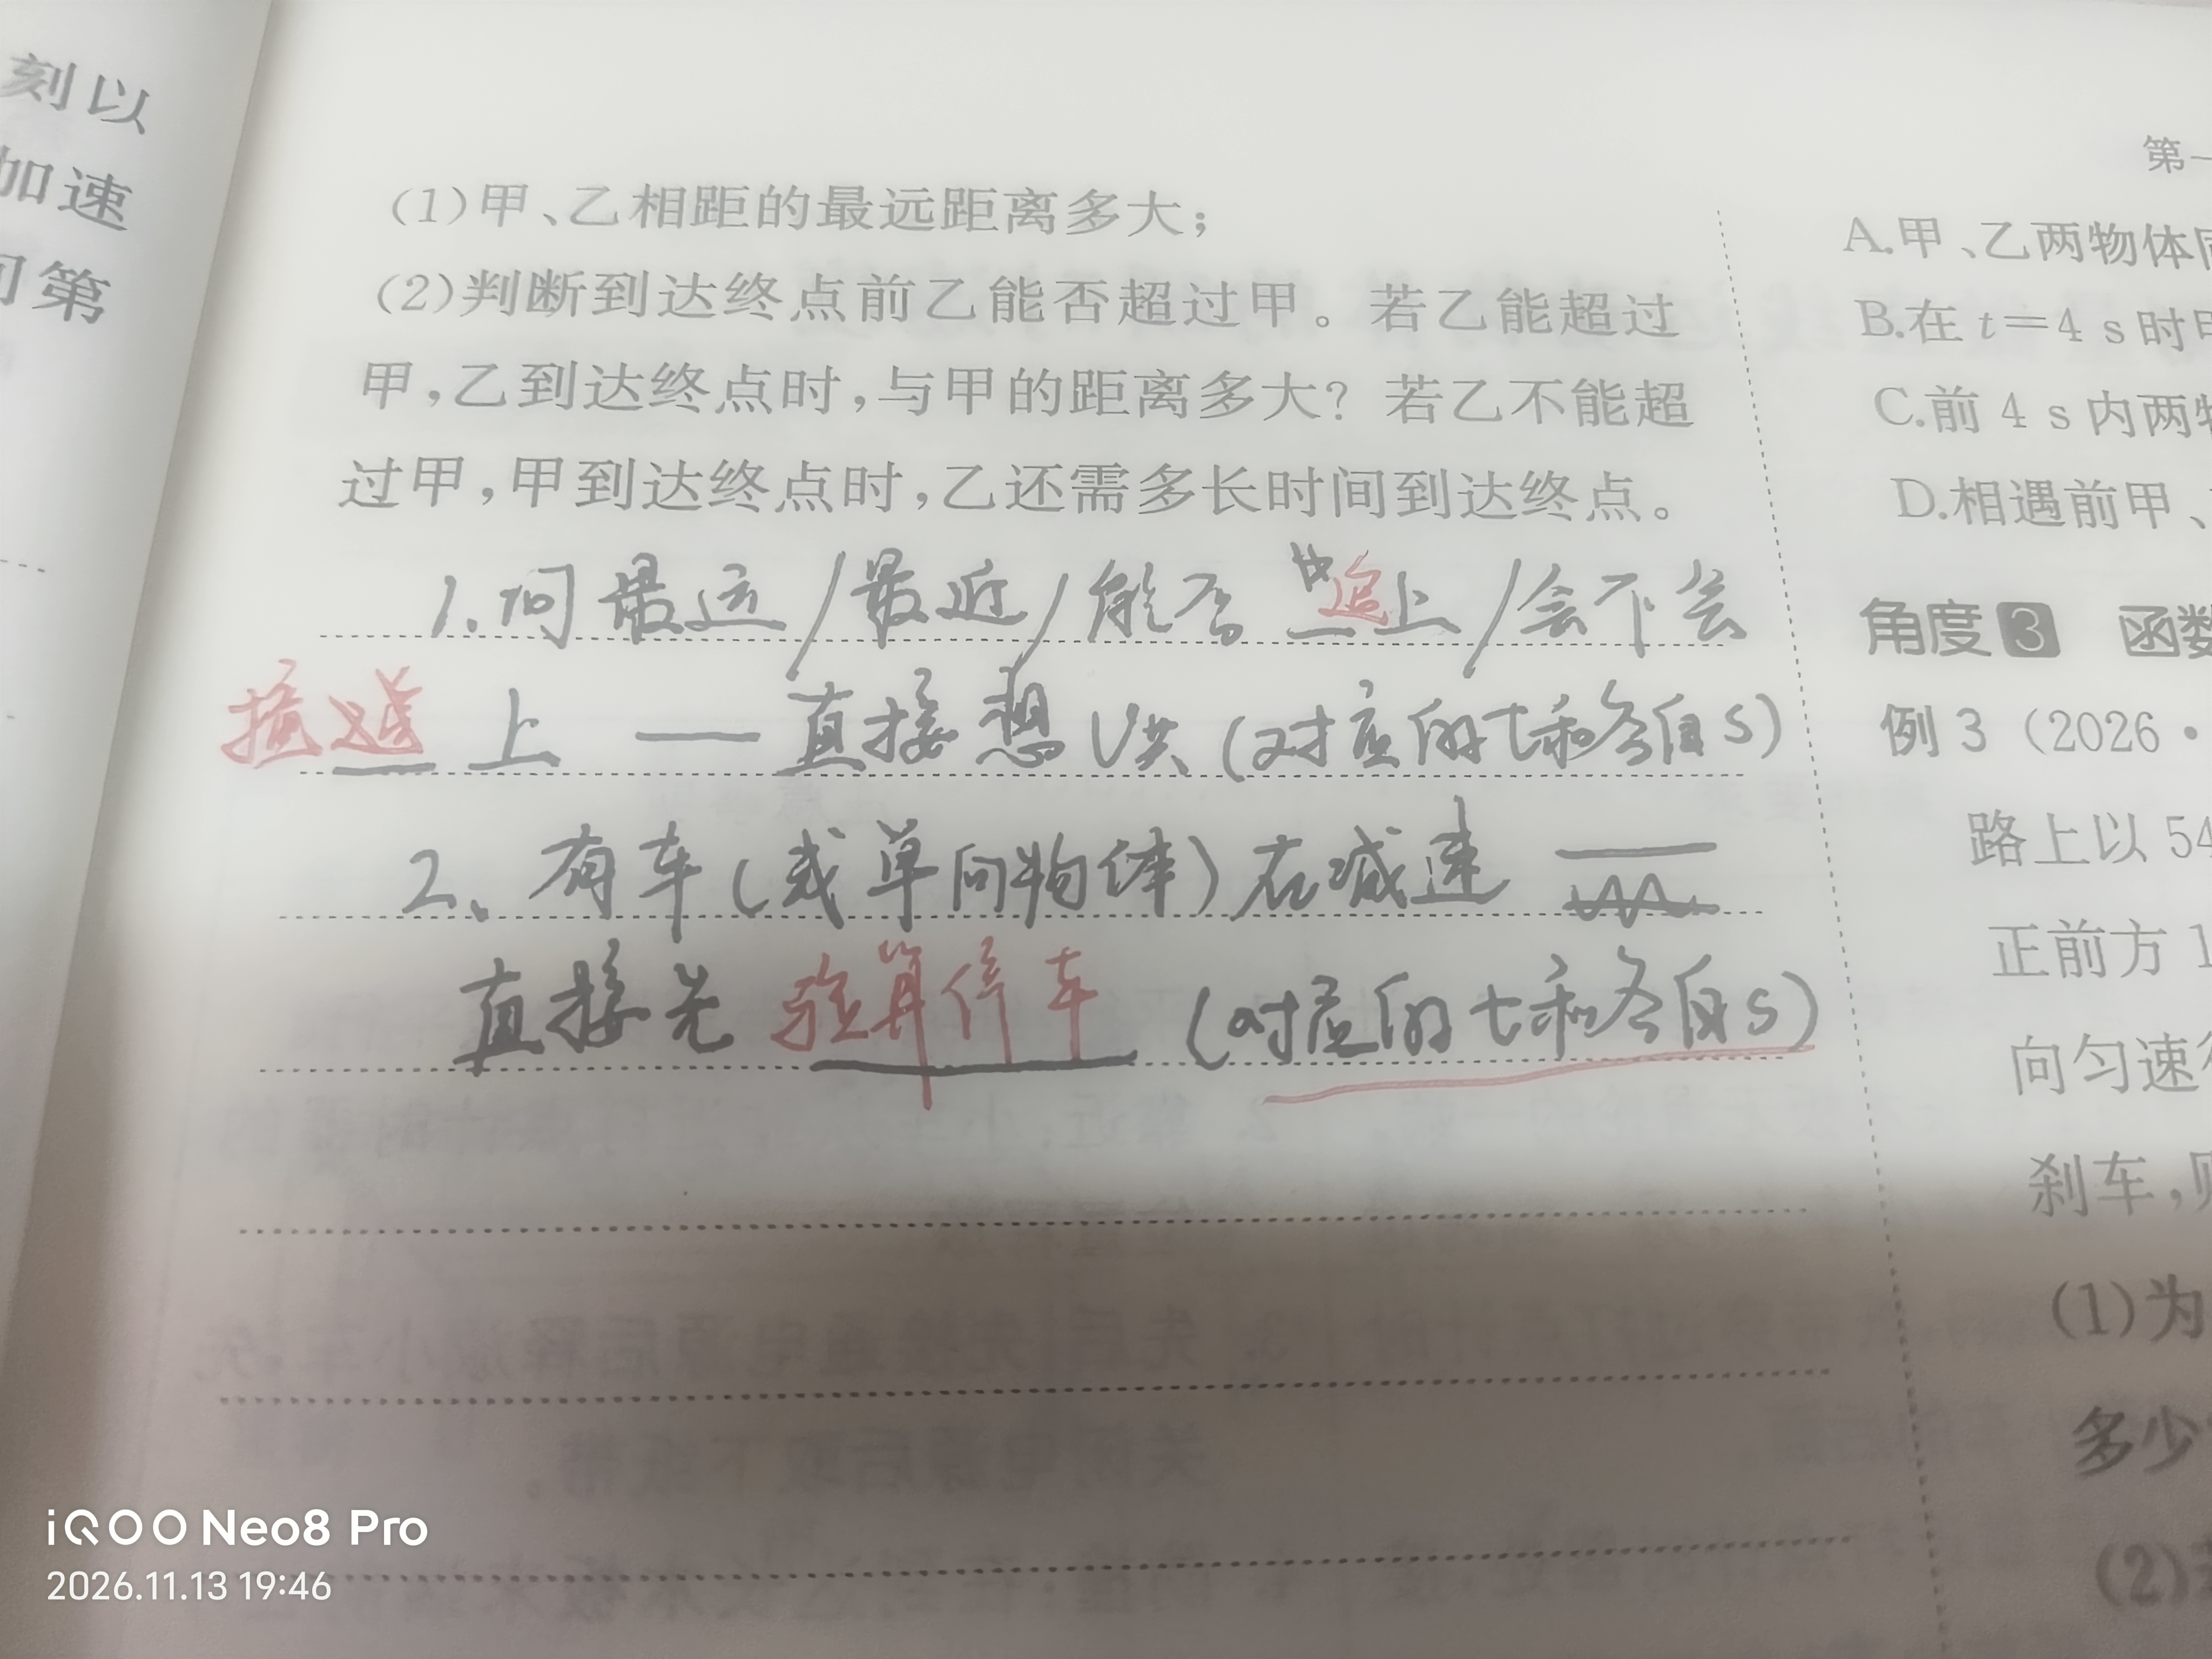 刻以
加速
第
(1)甲、乙相距的最远距离多大;
(2)判断到达终点前乙能否超过甲。若乙能超过
甲,乙到达终点时,与甲的距离多大? 若乙不能超
过甲,甲到达终点时,乙还需多长时间到达终点。
1.问最远/最近/能否 追上/会不会
撞 上 — 直接想V共(对应的t和各自s)
2、有车(或单向物体)在减速 —
直接先 验算停车 (对应的t和各自s)
第一
A.甲、乙两物体
B.在 t=4 s 时
C.前 4 s 内两
D.相遇前甲、
角度3 函数
例 3 (2026·
路上以 54
正前方 1
向匀速
刹车,
(1)为
多少
(2)
iQOO Neo8 Pro
2026.11.13 19:46